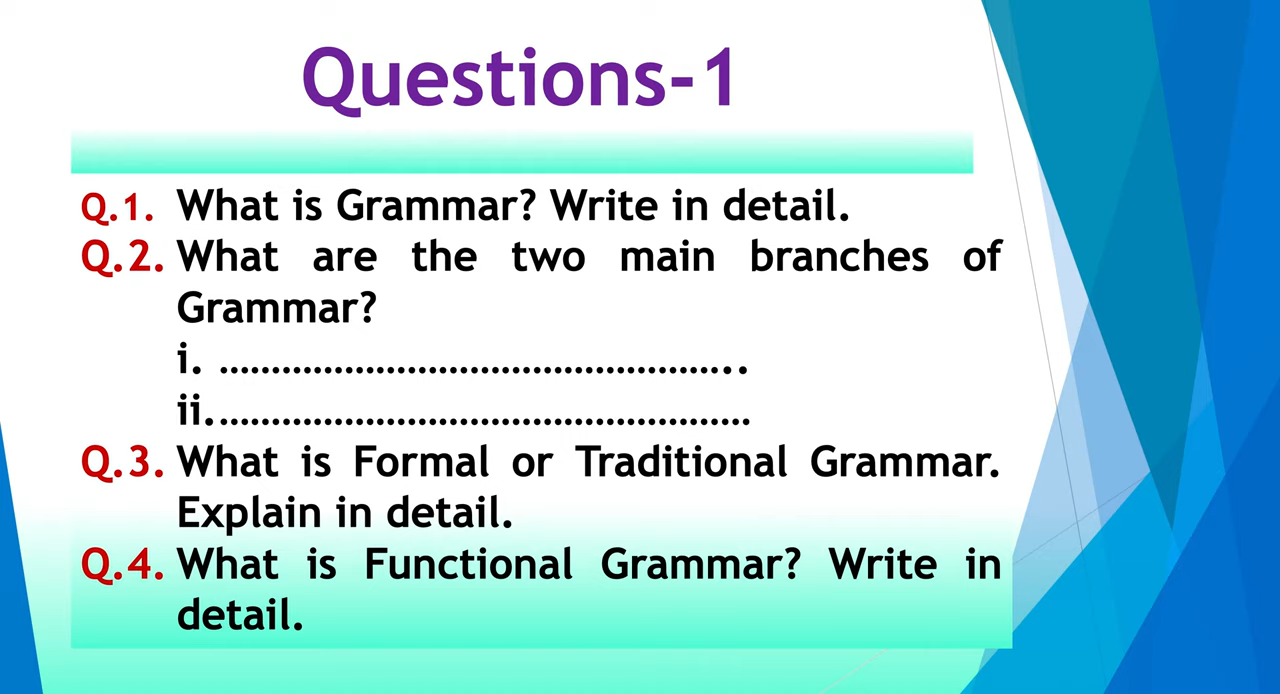 Questions-1
Q.1. What is Grammar? Write in detail.
Q.2. What are the two main branches of
Grammar?
i. ……………………………………………..
ii.……………………………………………
Q.3. What is Formal or Traditional Grammar.
Explain in detail.
Q.4. What is Functional Grammar? Write in
detail.